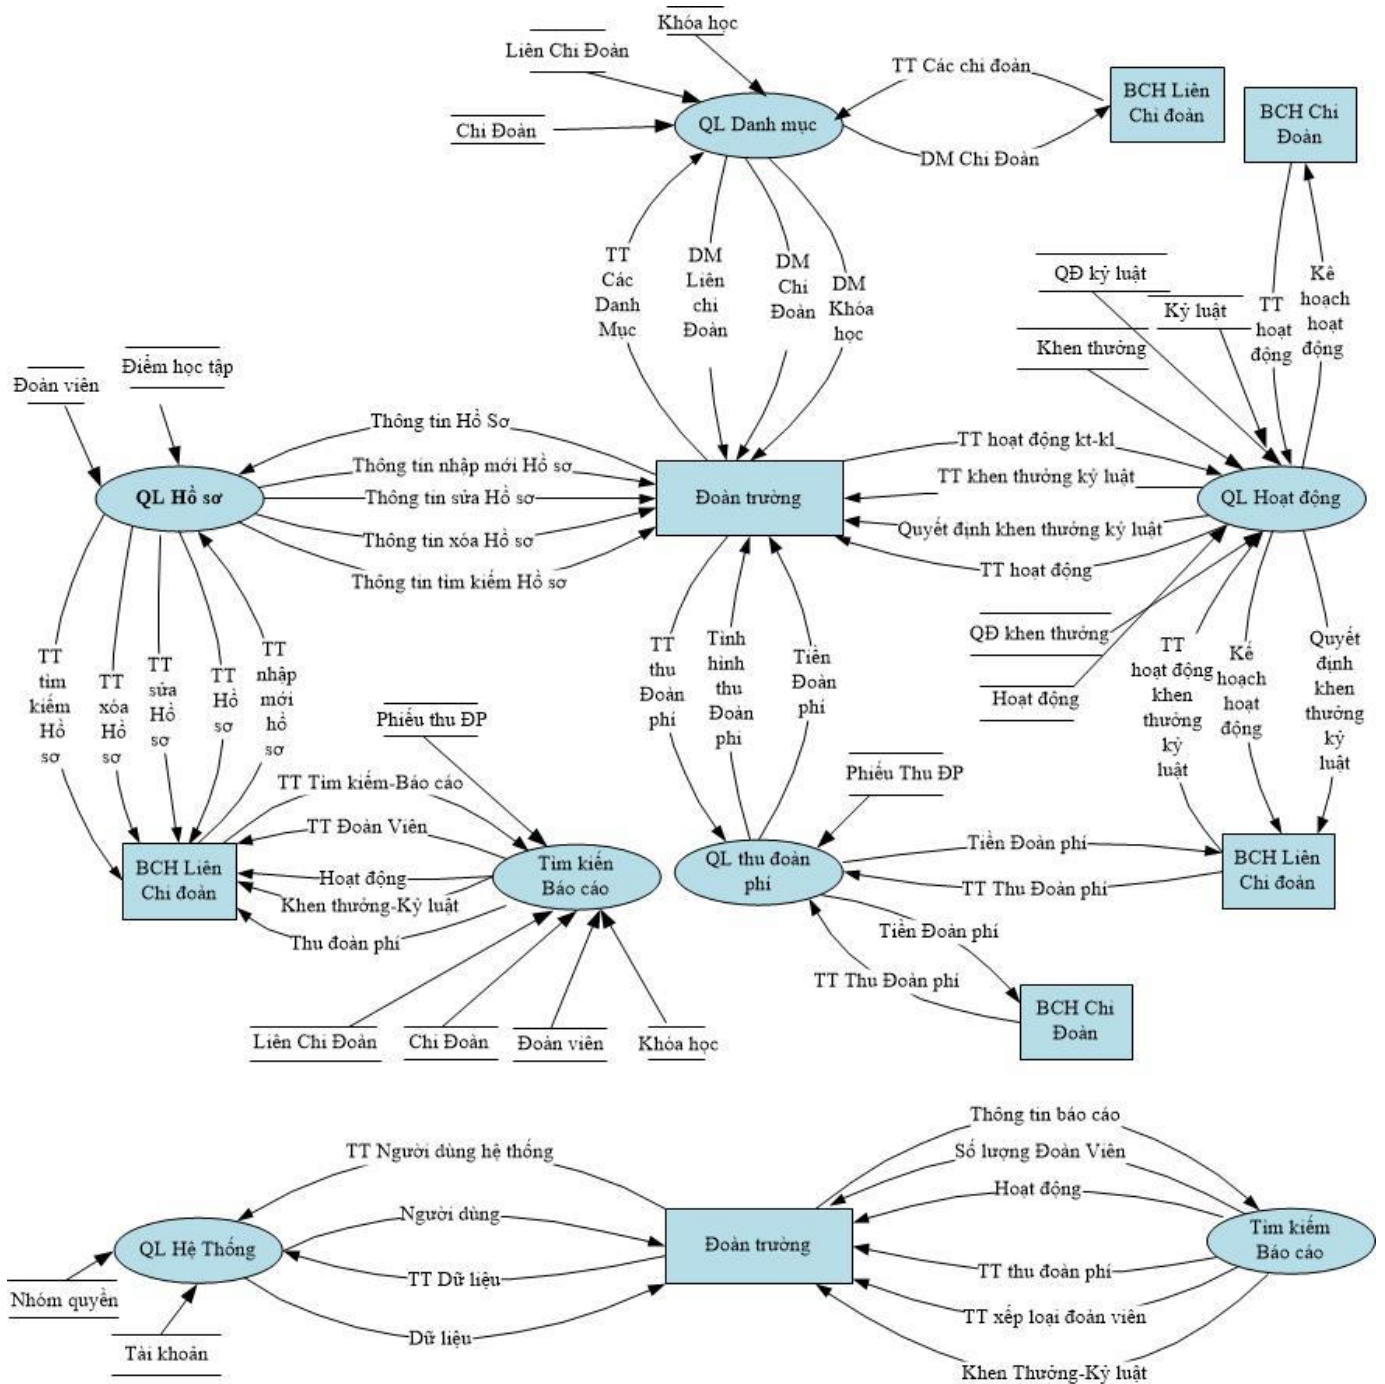 Khóa học
Liên Chi Đoàn
Chi Đoàn
QL Danh mục
TT Các chi đoàn
DM Chi Đoàn
BCH Liên
Chi đoàn
BCH Chi
Đoàn
TT
Các
Danh
Mục
DM
Liên
chi
Đoàn
DM
Chi
Đoàn
DM
Khóa
học
QĐ kỷ luật
Kỷ luật
Khen thưởng
TT
hoạt
động
Kê
hoạch
hoạt
động
Điểm học tập
Đoàn viên
QL Hồ sơ
Thông tin Hồ Sơ
Thông tin nhập mới Hồ sơ
Thông tin sửa Hồ sơ
Thông tin xóa Hồ sơ
Thông tin tìm kiếm Hồ sơ
Đoàn trường
TT hoạt động kt-kl
TT khen thưởng kỷ luật
Quyết định khen thưởng kỷ luật
TT hoạt động
QL Hoạt động
QĐ khen thưởng
Hoạt động
TT
tìm
kiếm
Hồ
sơ
TT
xóa
Hồ
sơ
TT
sửa
Hồ
sơ
TT
Hồ
sơ
TT
nhập
mới
hồ
sơ
TT
thu
Đoàn
phí
Tình
hình
thu
Đoàn
phi
Tiền
Đoàn
phí
TT
hoạt động
khen
thưởng
kỷ
luật
Kế
hoạch
hoạt
động
Quyết
định
khen
thưởng
kỷ
luật
Phiếu thu ĐP
TT Tìm kiếm-Báo cáo
TT Đoàn Viên
Hoạt động
Khen thưởng-Kỷ luật
Thu đoàn phí
BCH Liên
Chi đoàn
Tìm kiến
Báo cáo
Phiếu Thu ĐP
QL thu đoàn
phí
Tiền Đoàn phí
TT Thu Đoàn phí
BCH Liên
Chi đoàn
Tiền Đoàn phí
TT Thu Đoàn phí
BCH Chi
Đoàn
Liên Chi Đoàn
Chi Đoàn
Đoàn viên
Khóa học
TT Người dùng hệ thống
Người dùng
TT Dữ liệu
Dữ liệu
QL Hệ Thống
Nhóm quyền
Tài khoản
Đoàn trường
Thông tin báo cáo
Số lượng Đoàn Viên
Hoạt động
TT thu đoàn phí
TT xếp loại đoàn viên
Khen Thưởng-Kỷ luật
Tìm kiếm
Báo cáo